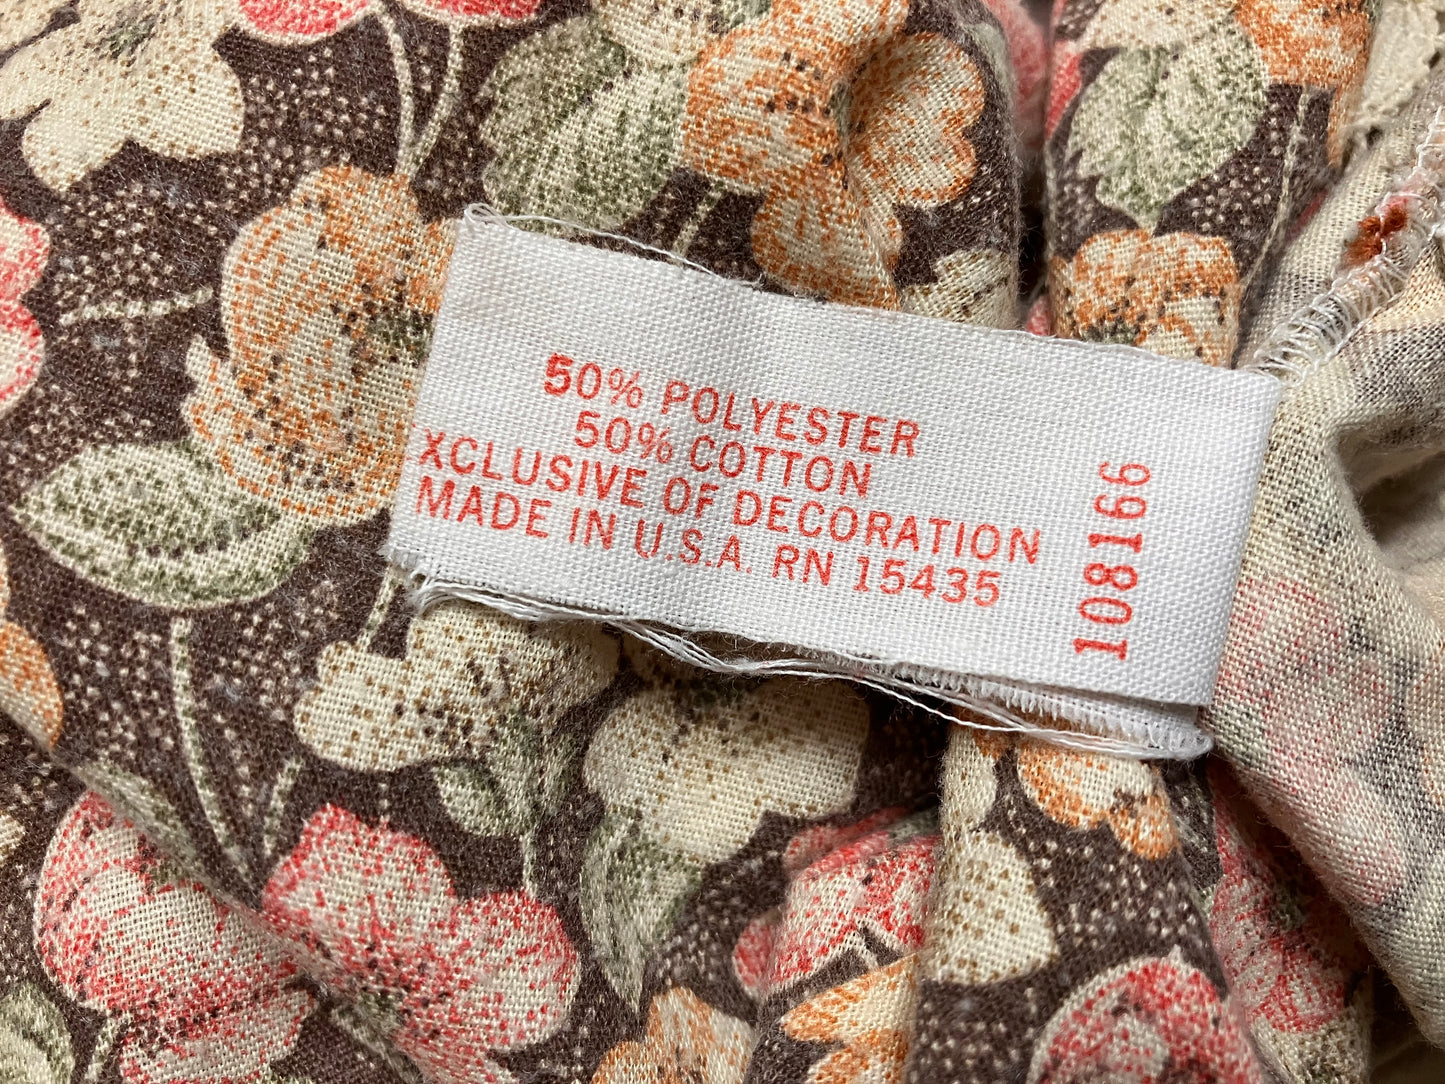 50% POLYESTER
50% COTTON
XCLUSIVE OF DECORATION
MADE IN U.S.A. RN 15435
108166